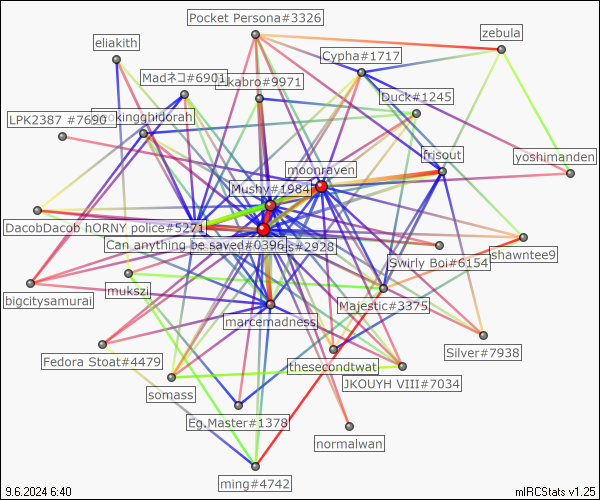 Pocket Persona#3326
zebula
eliakith
Cypha#1717
Madネコ#6901
kabro#9971
Duck#1245
LPK2387 #7690
okingghidorah
frisout
yoshimanden
moonraven
Mushy#1984
DacobDacob hORNY police#5271
Can anything be saved#0396
s#2928
shawntee9
Swirly Boi#6154
mukszi
bigcitysamurai
Majestic#3375
marcemadness
Silver#7938
Fedora Stoat#4479
thesecondtwat
JKOUYH VIII#7034
somass
Eg.Master#1378
normalwan
ming#4742
9.6.2024 6:40
mIRCStats v1.25